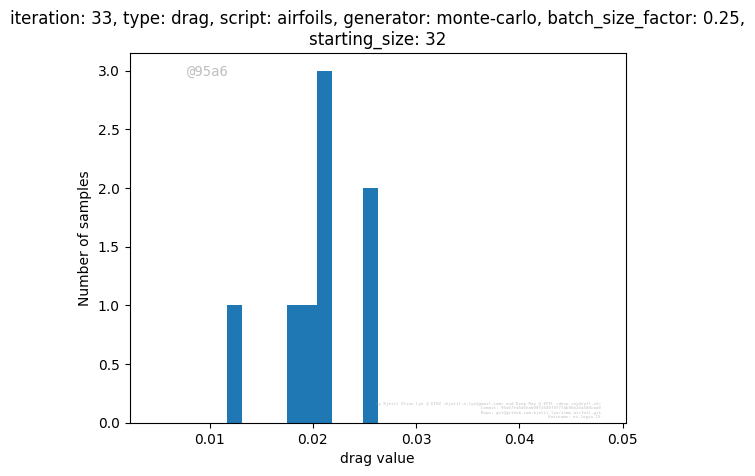 iteration: 33, type: drag, script: airfoils, generator: monte-carlo, batch_size_factor: 0.25,
starting_size: 32
@95a6
3.0
2.5
2.0
1.5
1.0
0.5
0.0
Number of samples
0.01
0.02
0.03
0.04
0.05
drag value